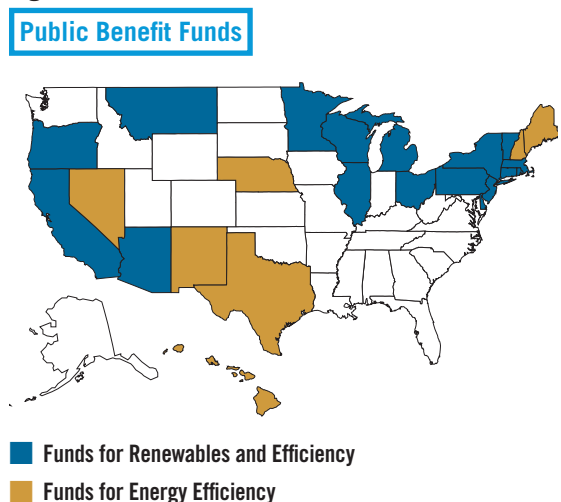 Public Benefit Funds
Funds for Renewables and Efficiency
Funds for Energy Efficiency